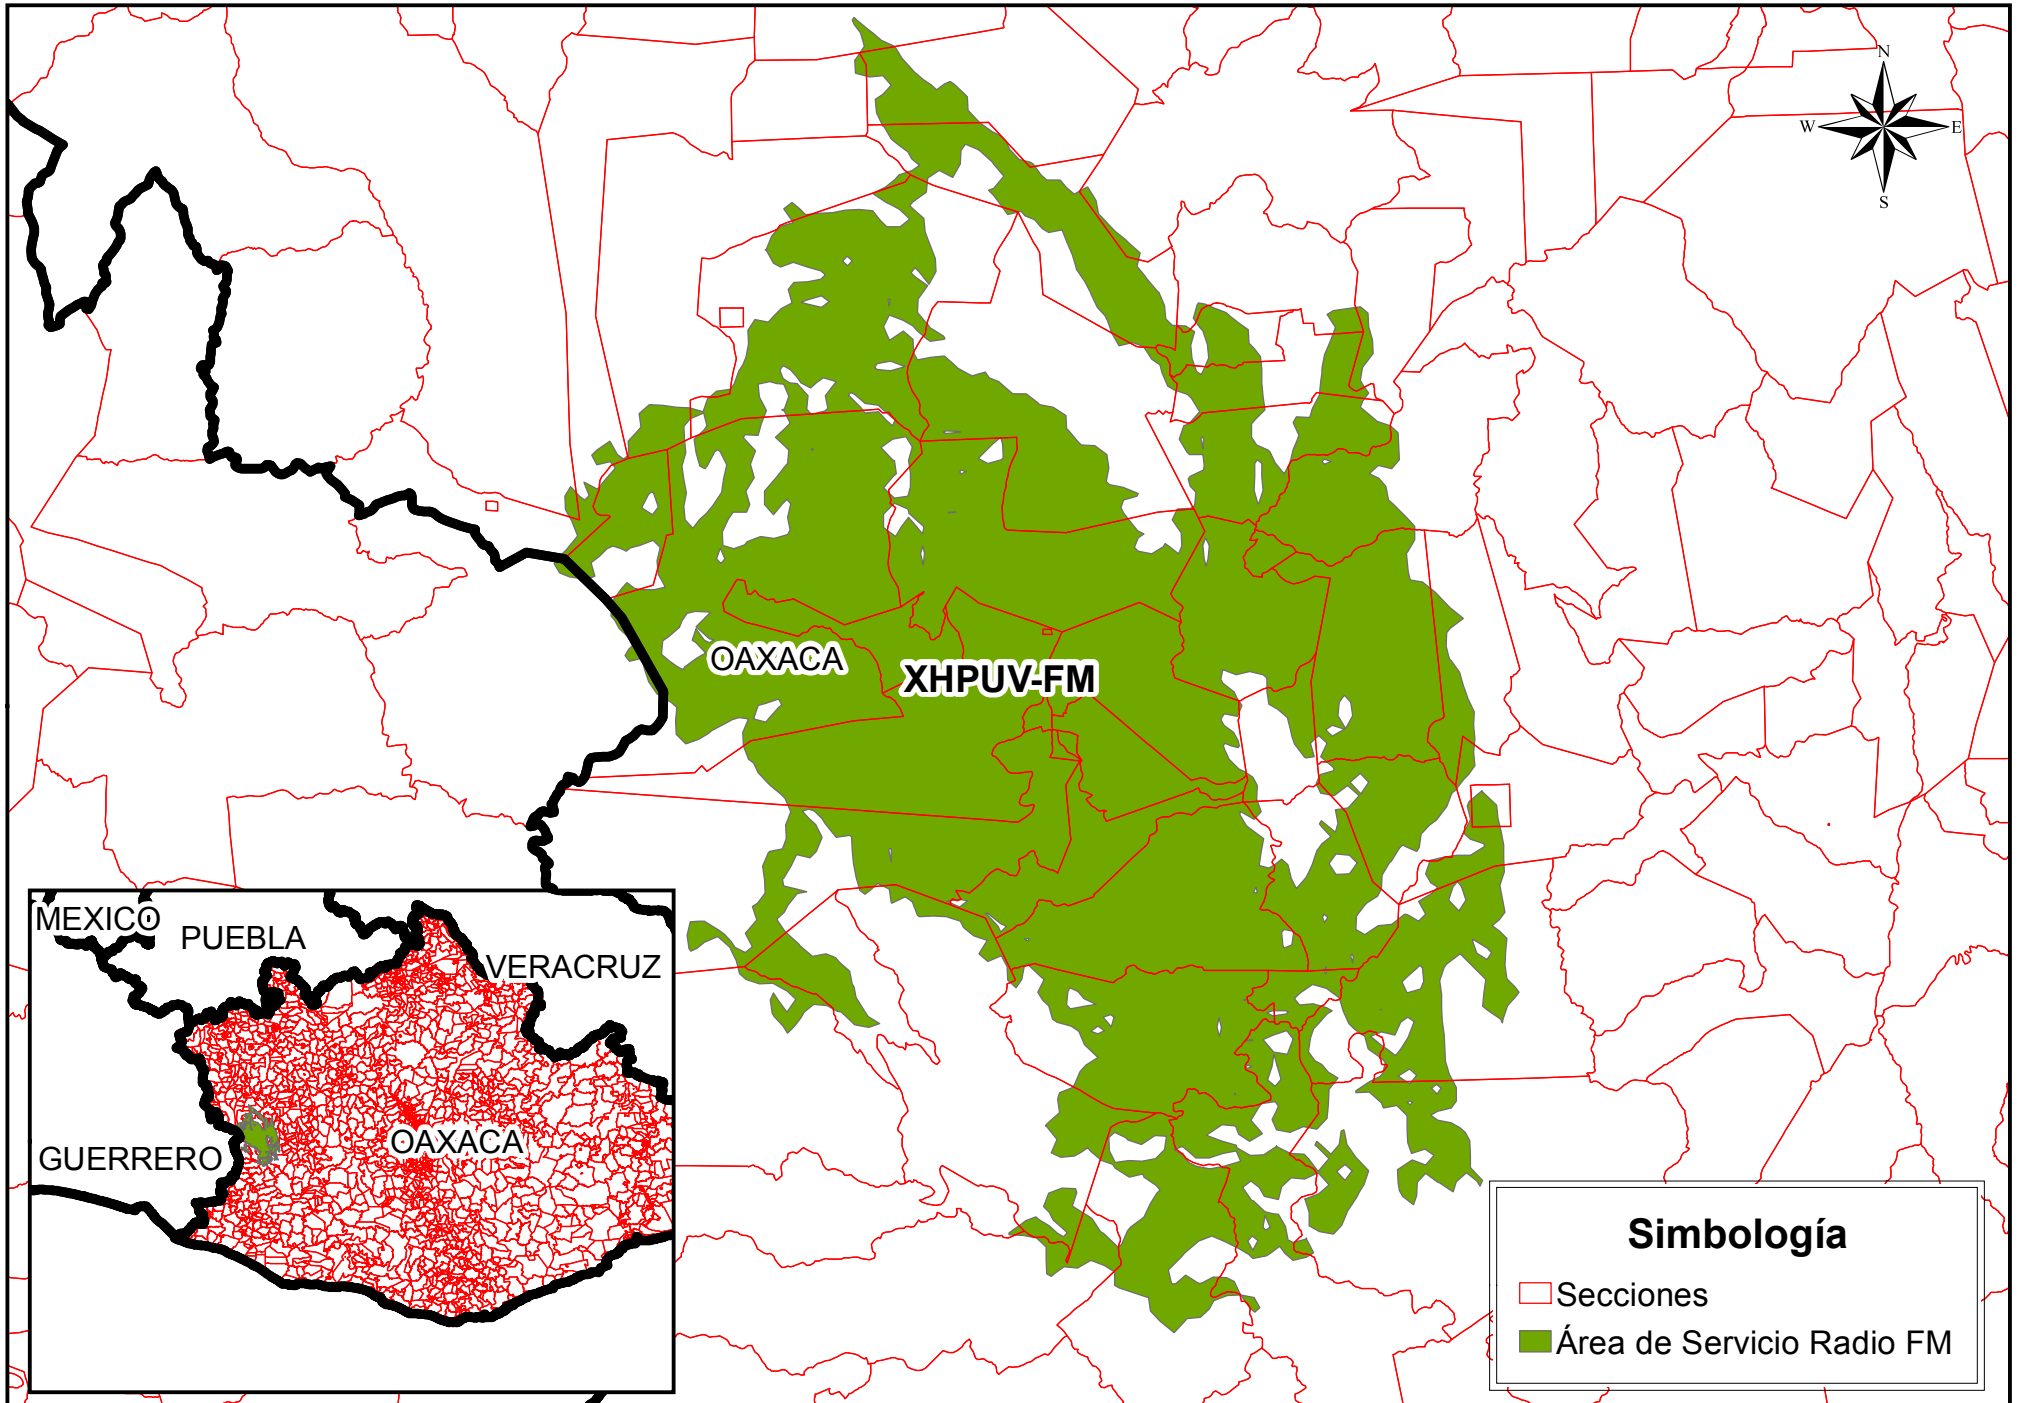 N
W E
S
OAXACA
XHPUV-FM
MEXICO
PUEBLA
VERACRUZ
OAXACA
GUERRERO
Simbología
Secciones
Área de Servicio Radio FM